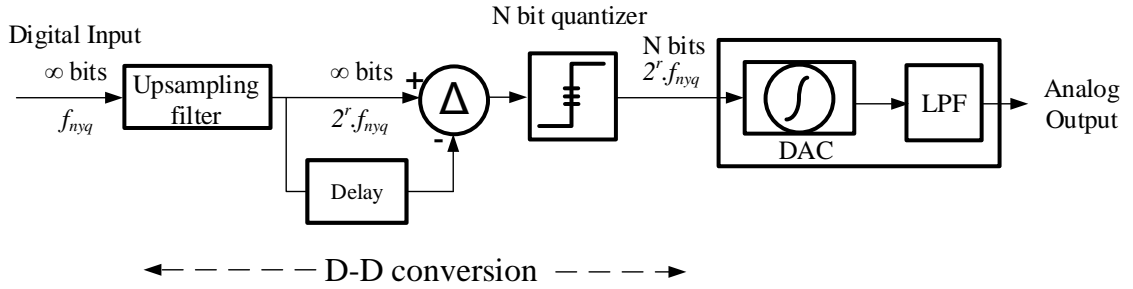 N bit quantizer
Digital Input
∞ bits
f_nyq
Upsampling
filter
∞ bits
2^r.f_nyq
+
Δ
-
Delay
N bits
2^r.f_nyq
DAC
LPF
Analog
Output
D-D conversion